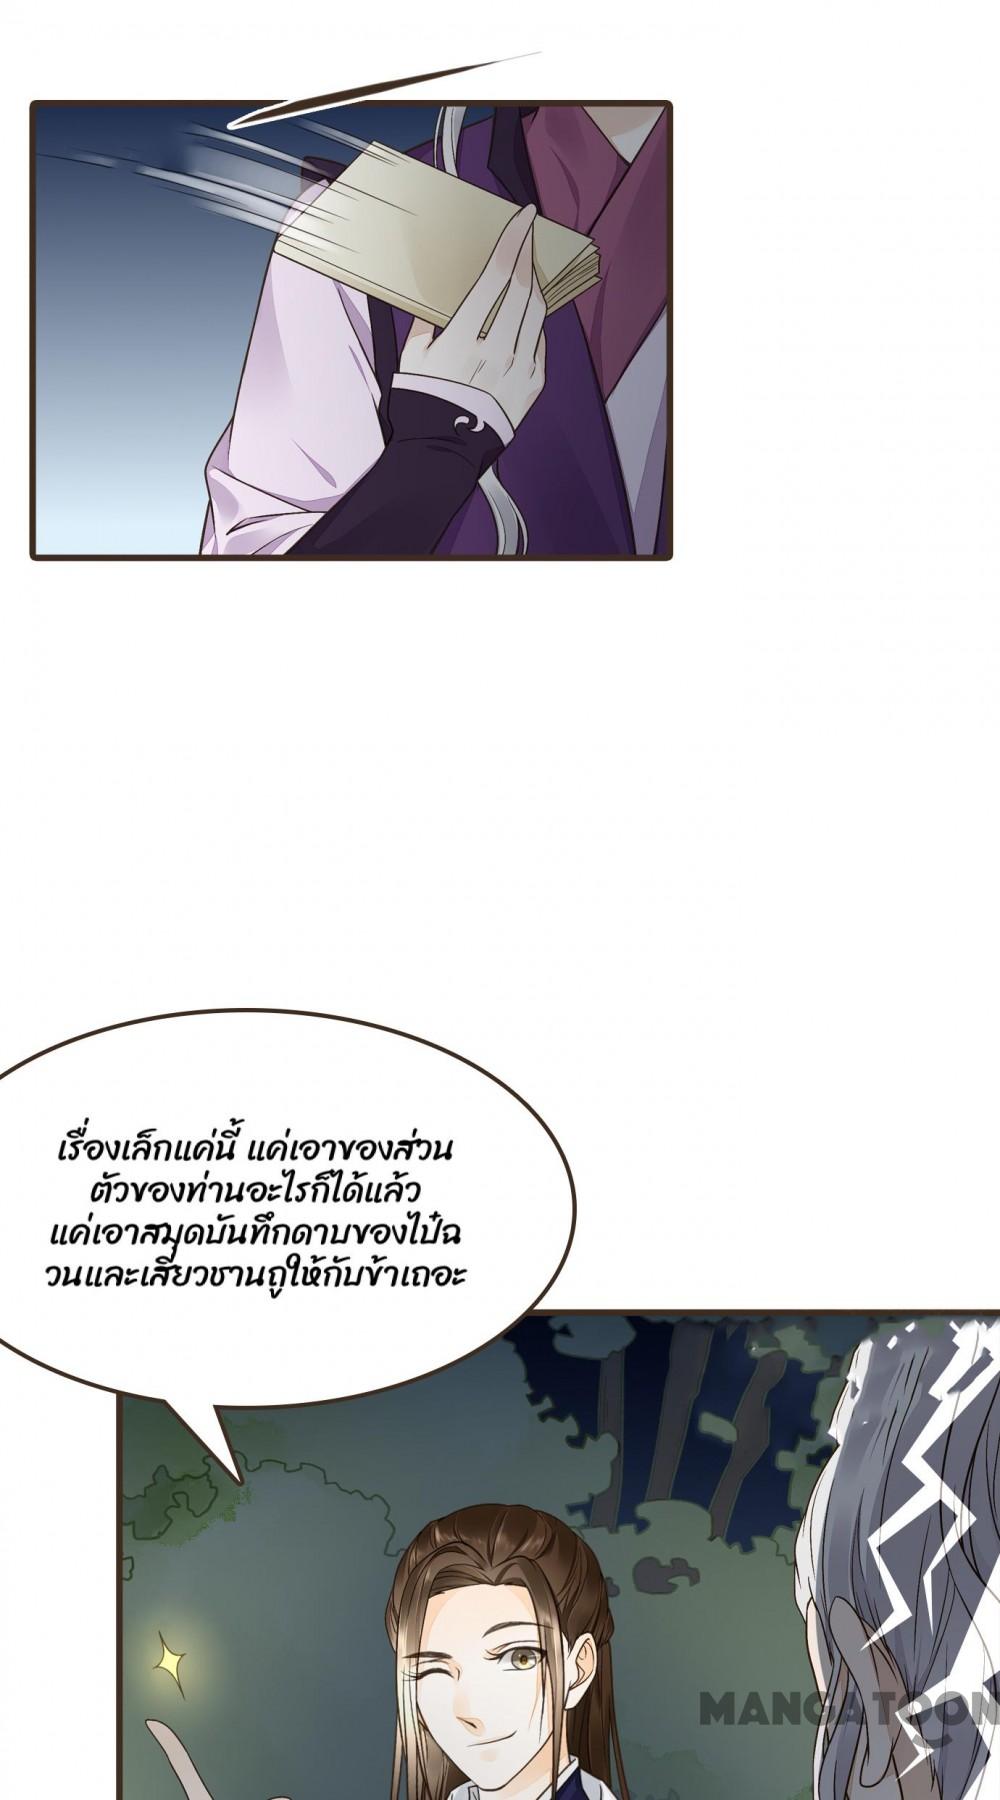 เรื่องเล็กแค่นี้ แค่เอาของส่วน
ตัวของท่านอะไรก็ได้แล้ว
แค่เอาสมุดบันทึกดาบของไป๋ฉ
วนและเสี่ยวชานถูให้กับข้าเถอะ
MANGATOON